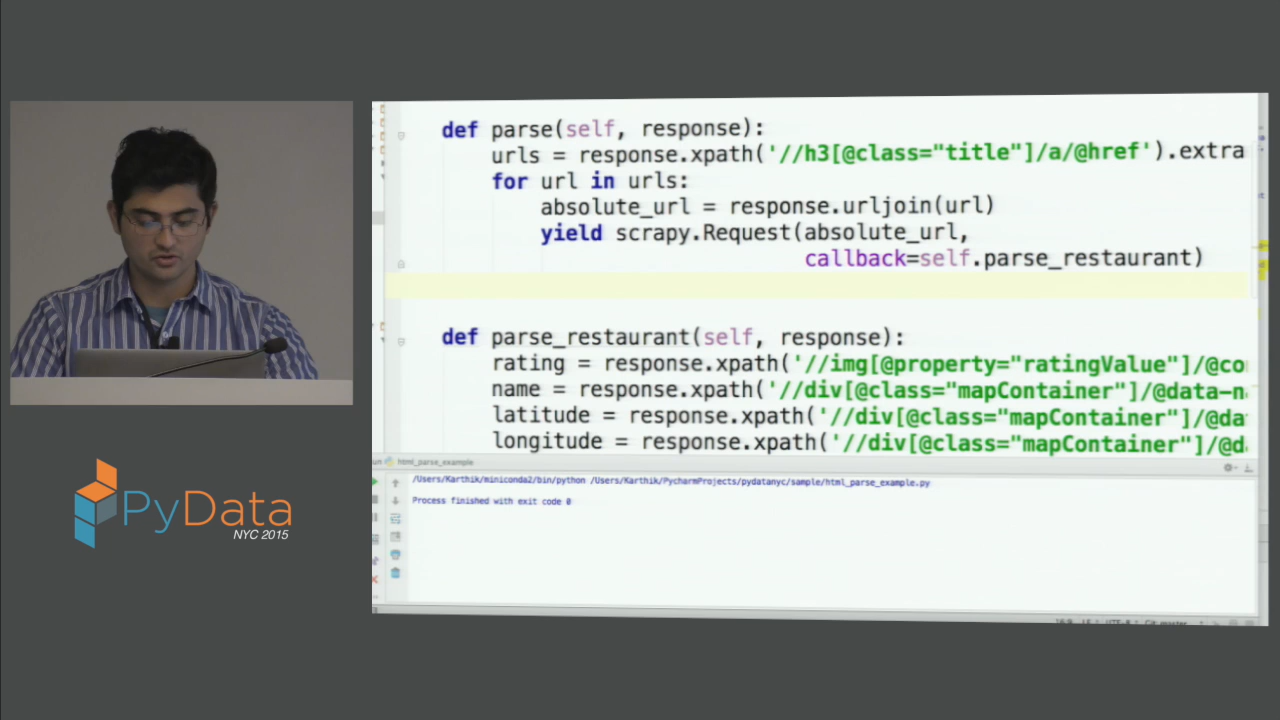 def parse(self, response):
urls = response.xpath('//h3[@class="title"]/a/@href').extra
for url in urls:
absolute_url = response.urljoin(url)
yield scrapy.Request(absolute_url,
callback=self.parse_restaurant)
def parse_restaurant(self, response):
rating = response.xpath('//img[@property="ratingValue"]/@co
name = response.xpath('//div[@class="mapContainer"]/@data-n
latitude = response.xpath('//div[@class="mapContainer"]/@da
longitude = response.xpath('//div[@class="mapContainer"]/@d
html_parse_example
/Users/Karthik/miniconda2/bin/python /Users/Karthik/PycharmProjects/pydatanyc/sample/html_parse_example.py
Process finished with exit code 0
PyData
NYC 2015